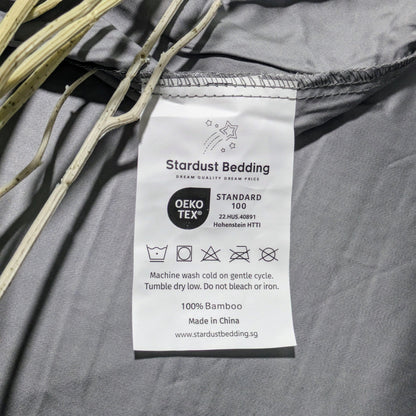 Stardust Bedding
DREAM QUALITY DREAM PRICE
OEKO
TEX®
STANDARD
100
22.HUS.40891
Hohenstein HTTI
Machine wash cold on gentle cycle.
Tumble dry low. Do not bleach or iron.
100% Bamboo
Made in China
www.stardustbedding.sg